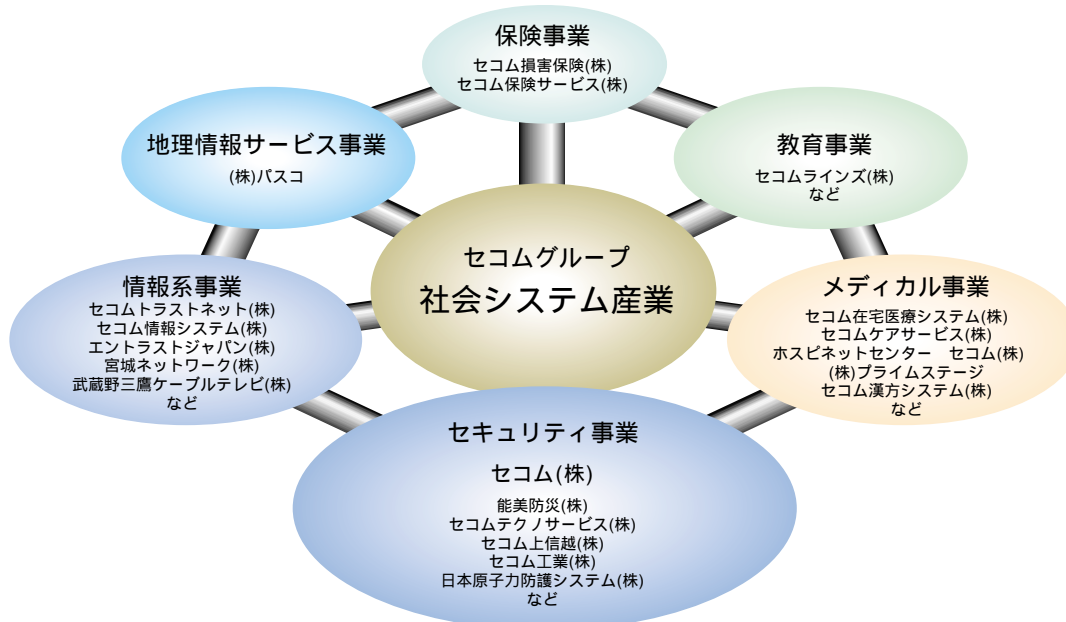 保険事業
セコム損害保険(株)
セコム保険サービス(株)
地理情報サービス事業
(株)パスコ
教育事業
セコムラインズ(株)
など
セコムグループ
社会システム産業
情報系事業
セコムトラストネット(株)
セコム情報システム(株)
エントラストジャパン(株)
宮城ネットワーク(株)
武蔵野三鷹ケーブルテレビ(株)
など
メディカル事業
セコム在宅医療システム(株)
セコムケアサービス(株)
ホスピネットセンター　セコム(株)
(株)プライムステージ
セコム漢方システム(株)
など
セキュリティ事業
セコム(株)
能美防災(株)
セコムテクノサービス(株)
セコム上信越(株)
セコム工業(株)
日本原子力防護システム(株)
など